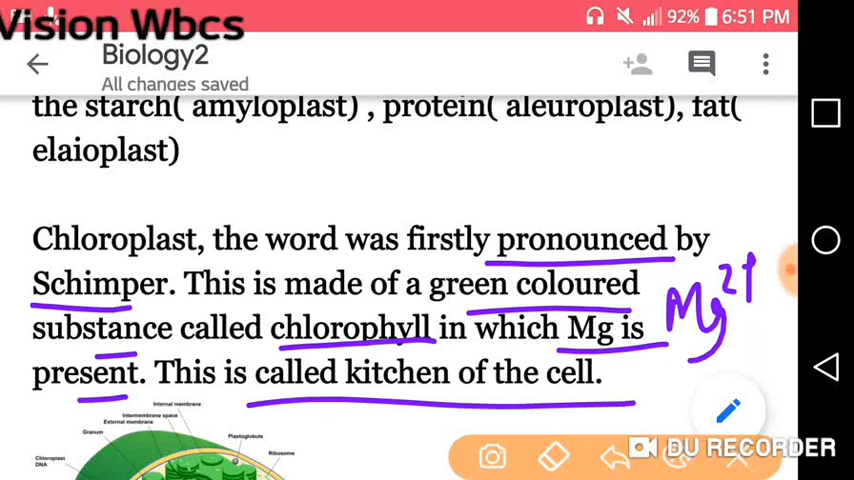 Vision Wbcs
92% 6:51 PM
Biology2
All changes saved
the starch( amyloplast) , protein( aleuroplast), fat(
elaioplast)
Chloroplast, the word was firstly pronounced by
Schimper. This is made of a green coloured
substance called chlorophyll in which Mg is
present. This is called kitchen of the cell.
Mg2+
Internal membrane
Intermembrane space
External membrane
Granum
Plastoglobule
Ribosome
Chloroplast
DNA
DU RECORDER